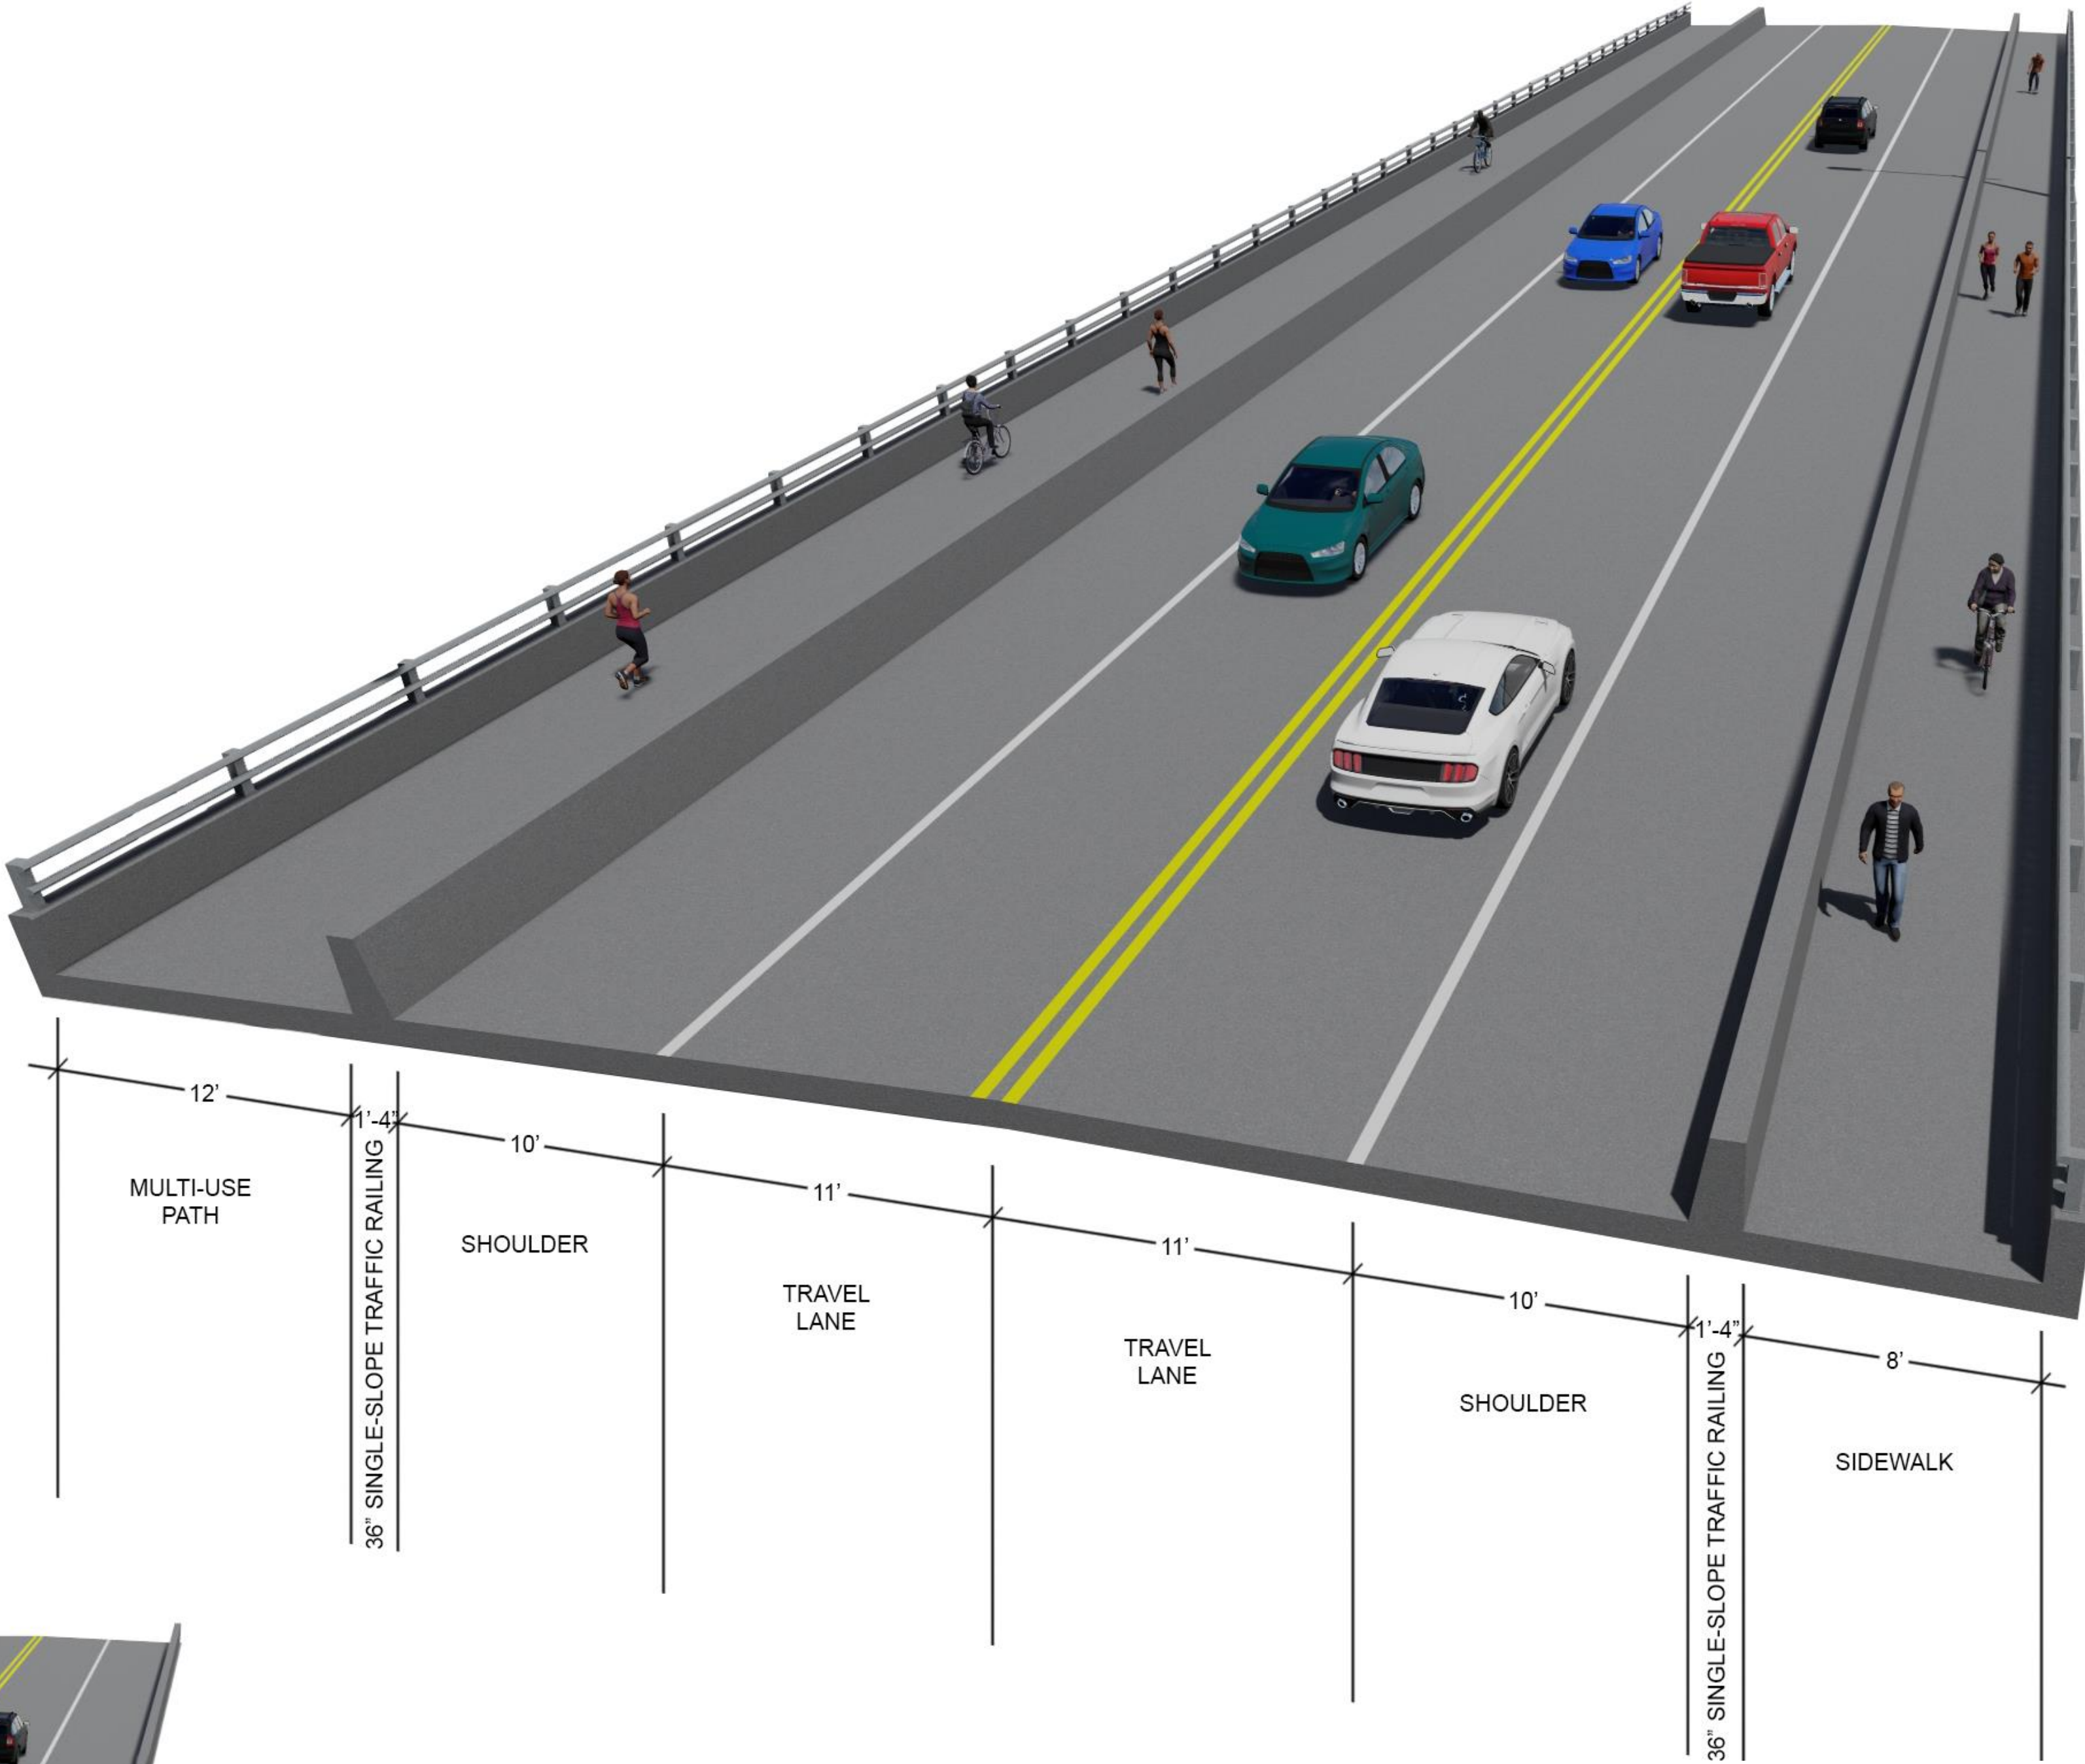 12’
1’-4”
10’
11’
11’
10’
1’-4”
8’
MULTI-USE
PATH
36” SINGLE-SLOPE TRAFFIC RAILING
SHOULDER
TRAVEL
LANE
TRAVEL
LANE
SHOULDER
36” SINGLE-SLOPE TRAFFIC RAILING
SIDEWALK